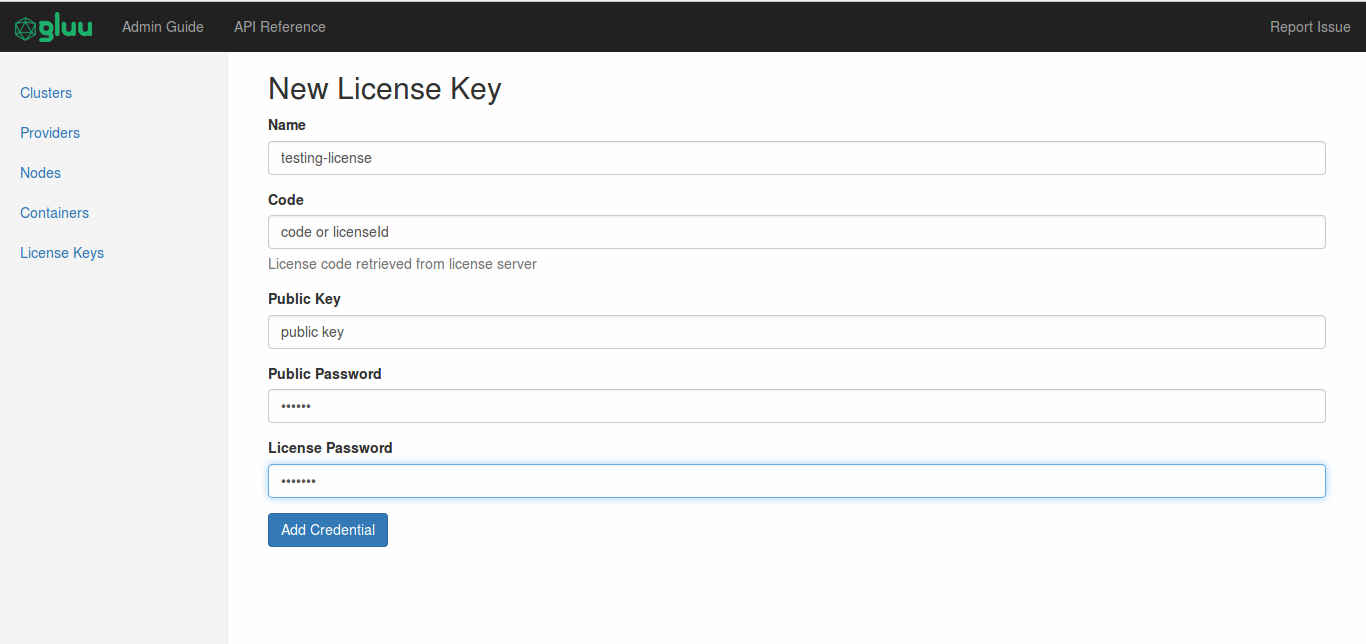 gluu Admin Guide API Reference Report Issue
Clusters
Providers
Nodes
Containers
License Keys
New License Key
Name
testing-license
Code
code or licenseId
License code retrieved from license server
Public Key
public key
Public Password
••••••
License Password
•••••••
Add Credential